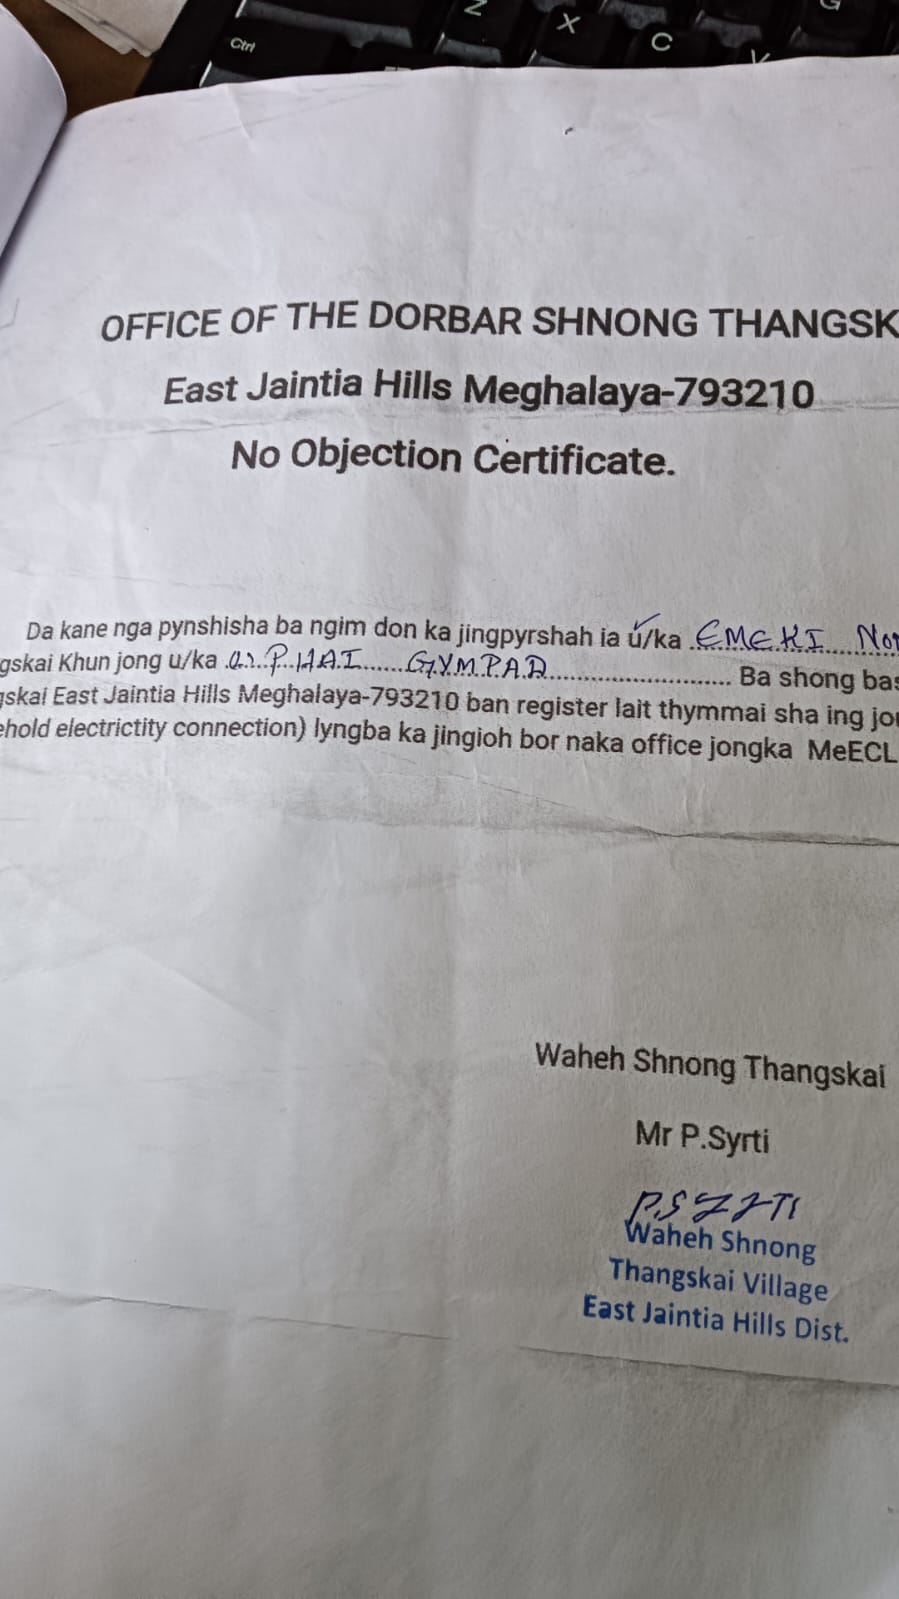 Ctrl Z X C V G
OFFICE OF THE DORBAR SHNONG THANGSK
East Jaintia Hills Meghalaya-793210
No Objection Certificate.
Da kane nga pynshisha ba ngim don ka jingpyrshah ia u/ka EMEKI
gskai Khun jong u/ka PHAI GYMPAD Ba shong bas
gskai East Jaintia Hills Meghalaya-793210 ban register lait thymmai sha ing jo
ehold electrictity connection) lyngba ka jingioh bor naka office jongka MeECL
Waheh Shnong Thangskai
Mr P.Syrti
Waheh Shnong
Thangskai Village
East Jaintia Hills Dist.